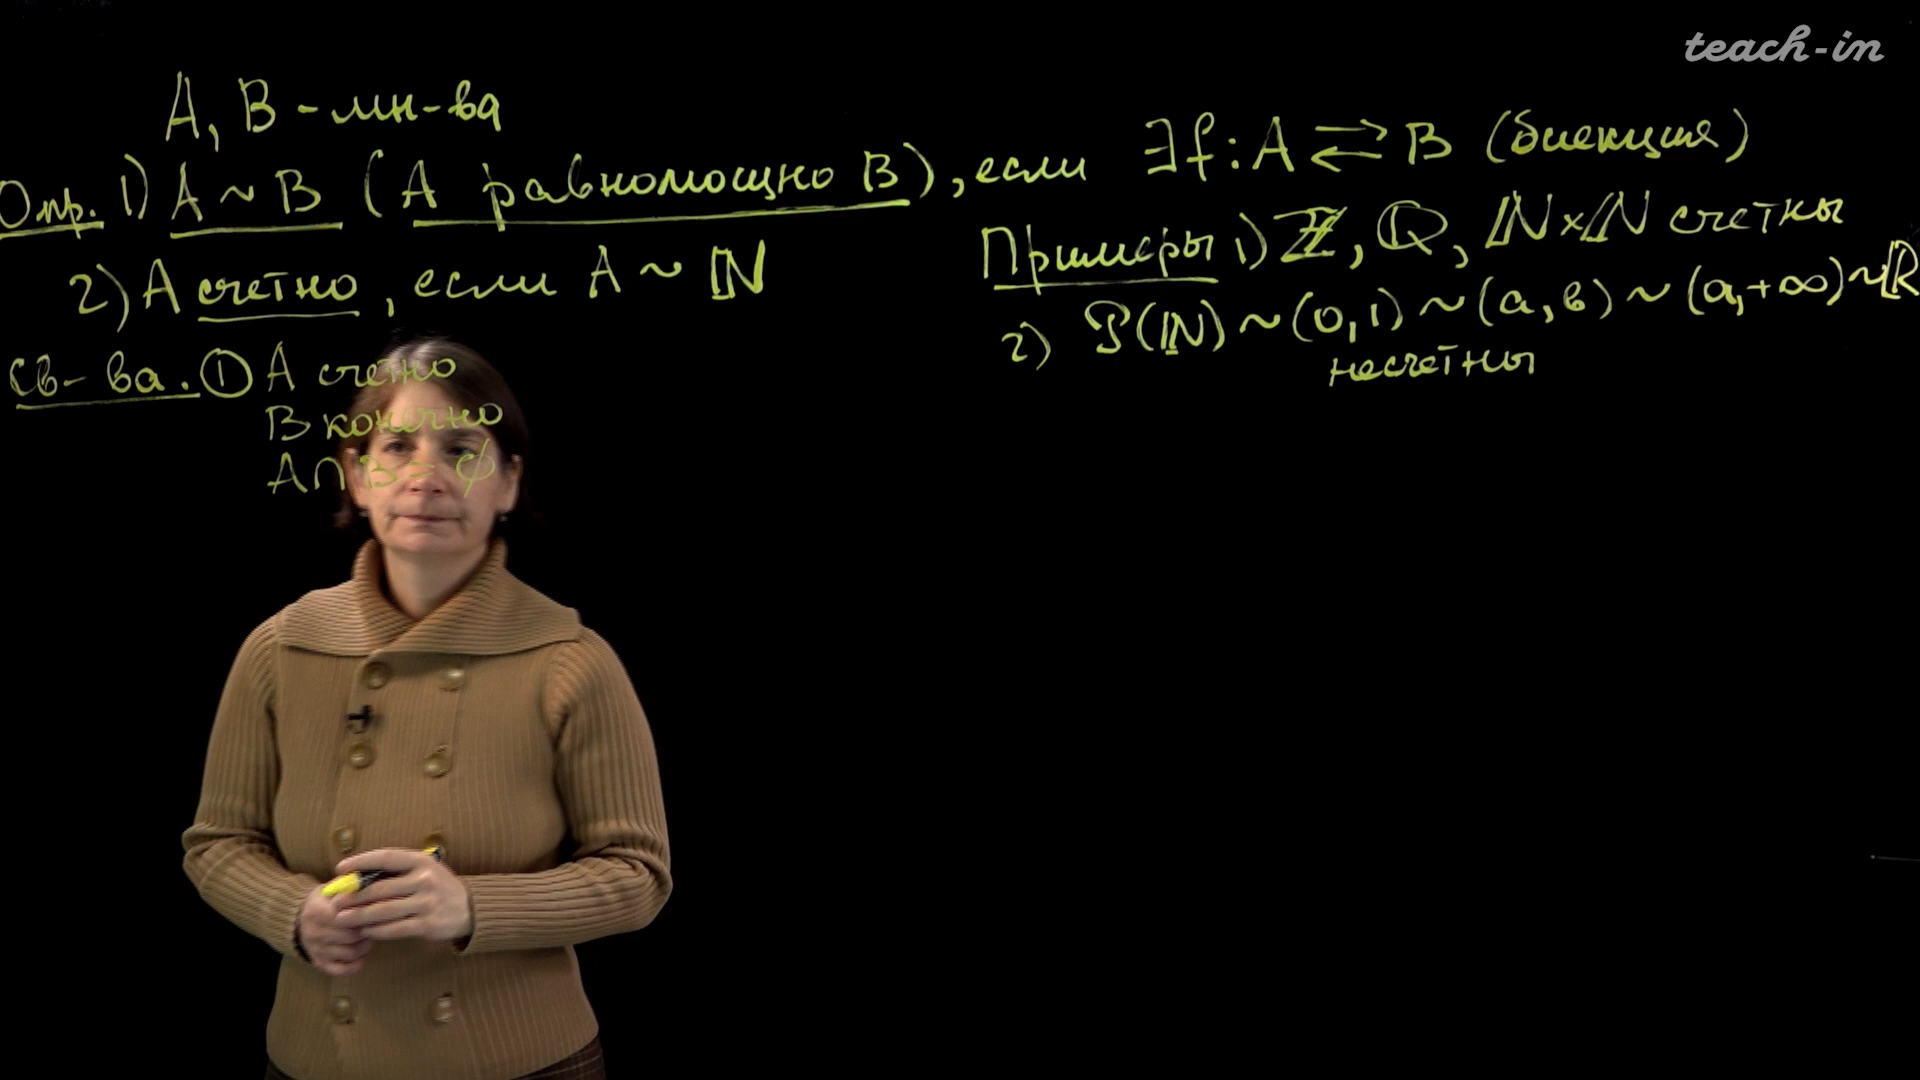 teach-in
A, B - мн-ва
Опр. 1) A ~ B (A равномощно B), если ∃ f: A ⇄ B (биекция)
2) A счетно, если A ~ ℕ
Примеры 1) ℤ, ℚ, ℕ×ℕ счетны
2) P(ℕ) ~ (0,1) ~ (a,b) ~ (a,+∞) ~ ℝ
несчетны
Св-ва. ① A счетно
B конечно
A ∩ B = ∅